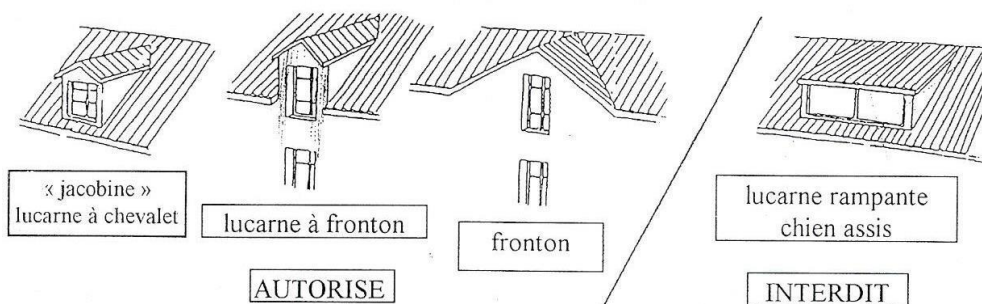 « jacobine »
lucarne à chevalet
lucarne à fronton
fronton
AUTORISE
lucarne rampante
chien assis
INTERDIT